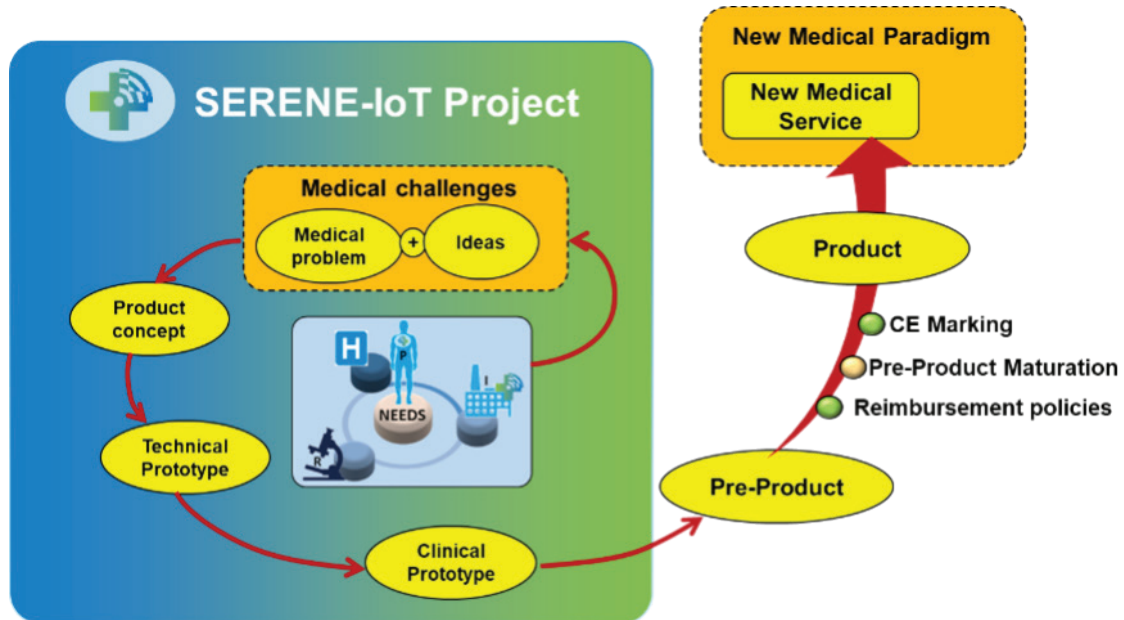 New Medical Paradigm
New Medical
Service
SERENE-IoT Project
Medical challenges
Medical
problem
+
Ideas
Product
concept
H
P
I
NEEDS
R
Technical
Prototype
Clinical
Prototype
Pre-Product
Reimbursement policies
Pre-Product Maturation
CE Marking
Product